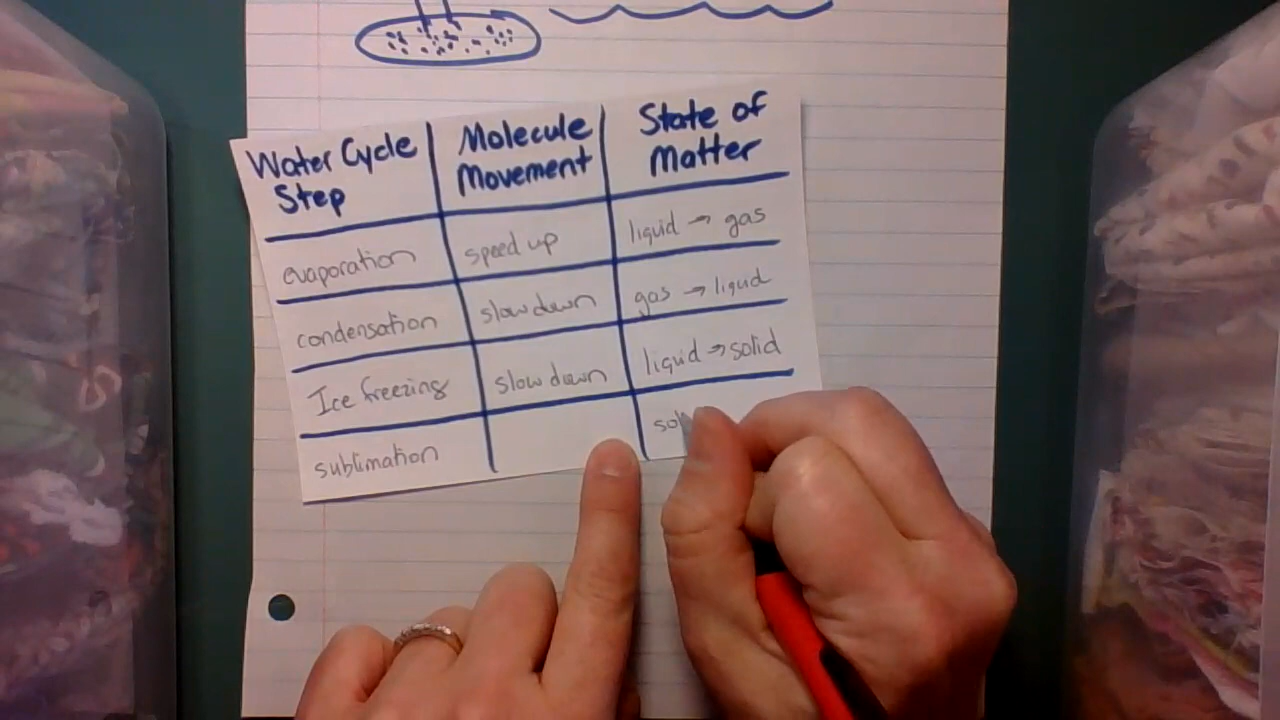 Water Cycle Step
Molecule Movement
State of Matter
evaporation
speed up
liquid → gas
condensation
slow down
gas → liquid
Ice freezing
slow down
liquid → solid
sublimation